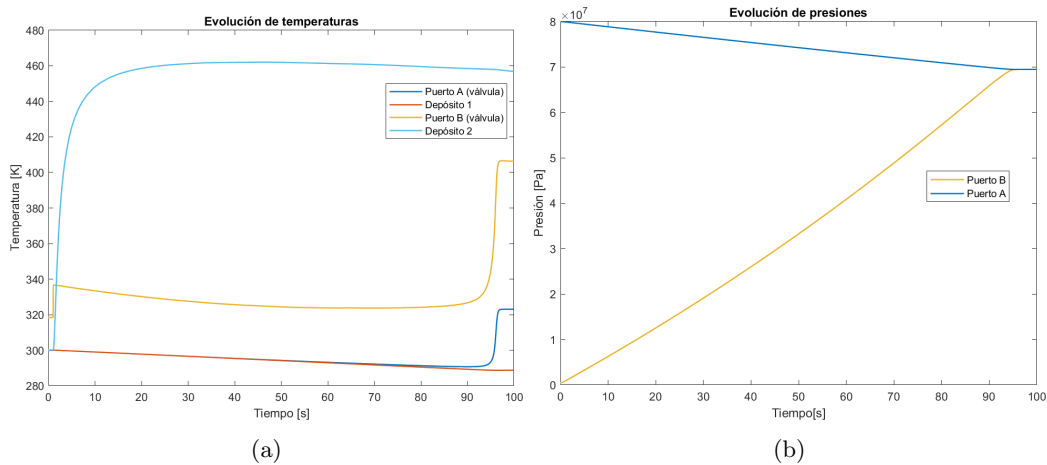 Evolución de temperaturas
480
460
440
420
400
380
360
340
320
300
280
Temperatura [K]
Puerto A (válvula)
Depósito 1
Puerto B (válvula)
Depósito 2
0 10 20 30 40 50 60 70 80 90 100
Tiempo [s]
(a)
Evolución de presiones
×10^7
8
7
6
5
4
3
2
1
0
Presión [Pa]
Puerto B
Puerto A
0 10 20 30 40 50 60 70 80 90 100
Tiempo[s]
(b)